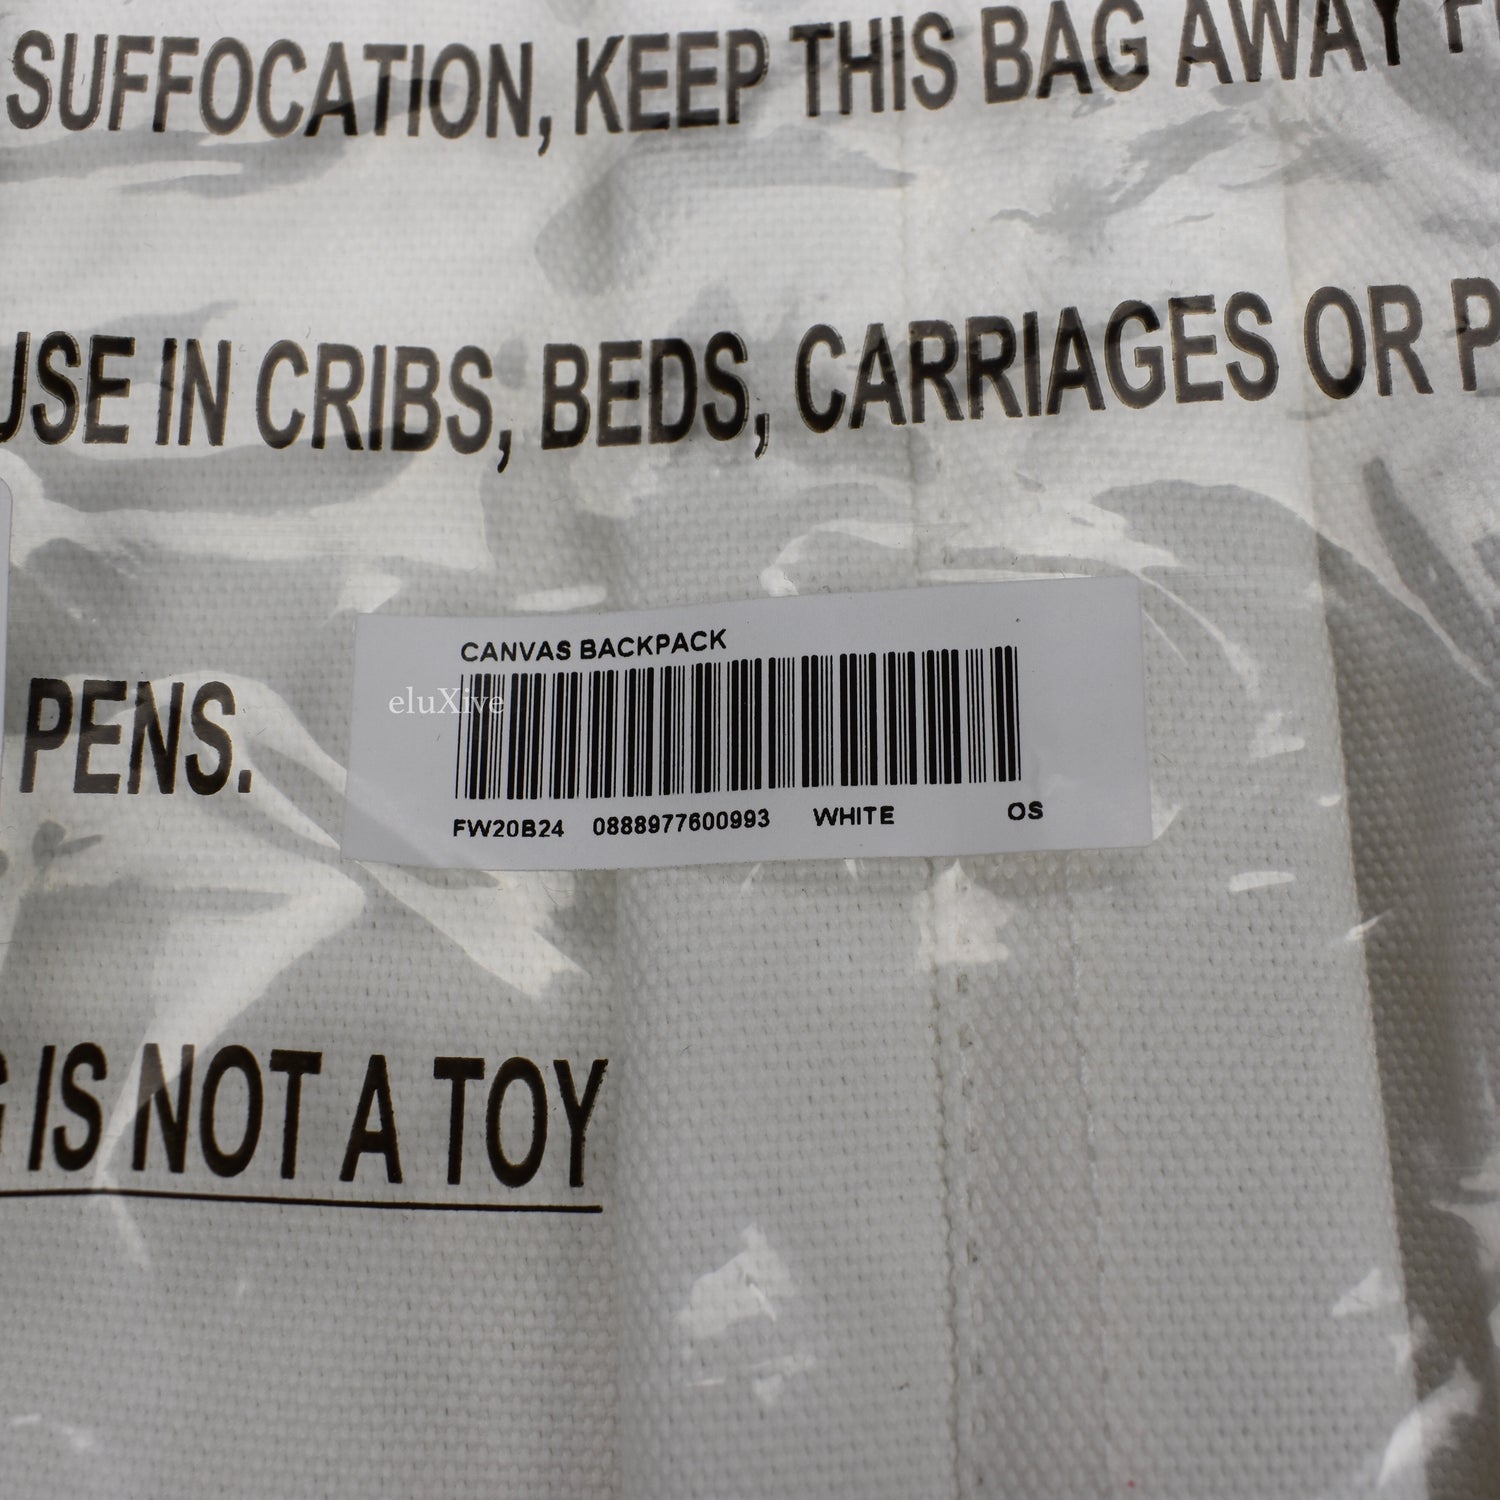 SUFFOCATION, KEEP THIS BAG AWAY
USE IN CRIBS, BEDS, CARRIAGES OR
CANVAS BACKPACK
eluXive
FW20B24 0888977600993 WHITE OS
PENS.
IS NOT A TOY